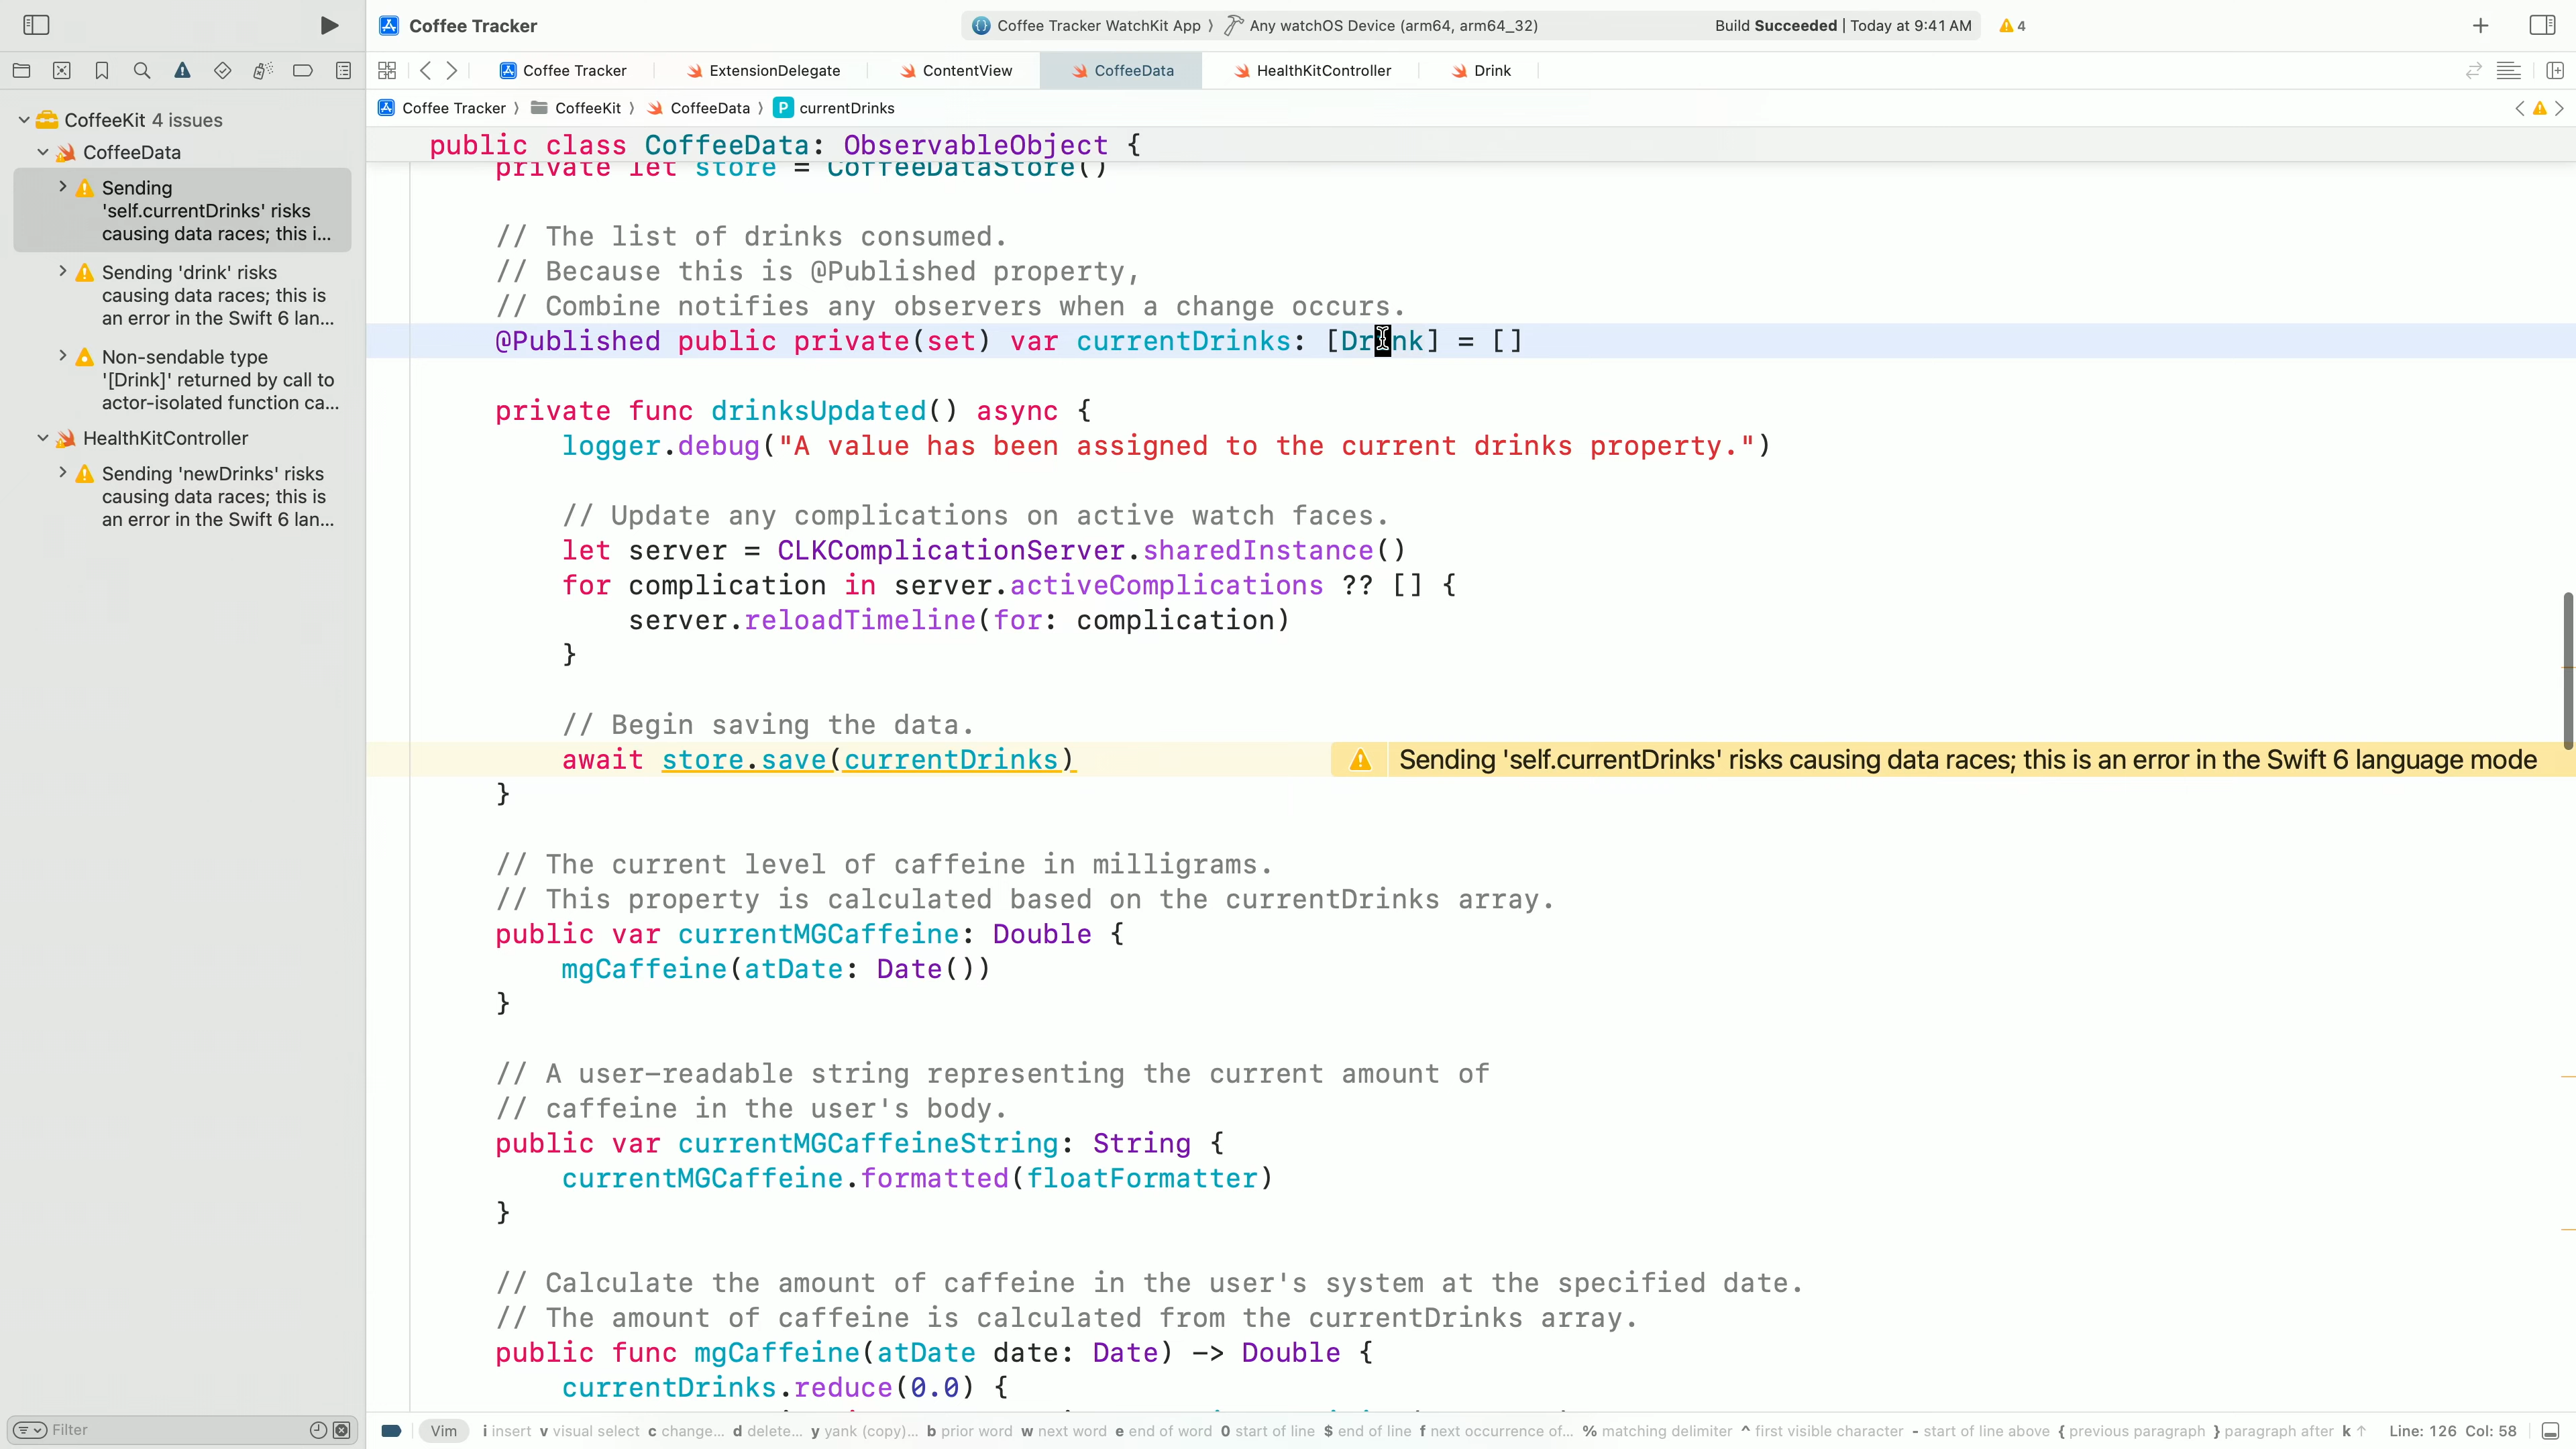 Coffee Tracker
Coffee Tracker WatchKit App 〉 Any watchOS Device (arm64, arm64_32)
Build Succeeded | Today at 9:41 AM
4
Coffee Tracker
ExtensionDelegate
ContentView
CoffeeData
HealthKitController
Drink
Coffee Tracker 〉 CoffeeKit 〉 CoffeeData 〉 P currentDrinks
CoffeeKit 4 issues
CoffeeData
Sending
'self.currentDrinks' risks
causing data races; this i...
Sending 'drink' risks
causing data races; this is
an error in the Swift 6 lan...
Non-sendable type
'[Drink]' returned by call to
actor-isolated function ca...
HealthKitController
Sending 'newDrinks' risks
causing data races; this is
an error in the Swift 6 lan...
Filter
public class CoffeeData: ObservableObject {
private let store = CoffeeDataStore()
// The list of drinks consumed.
// Because this is @Published property,
// Combine notifies any observers when a change occurs.
@Published public private(set) var currentDrinks: [Drink] = []
private func drinksUpdated() async {
logger.debug("A value has been assigned to the current drinks property.")
// Update any complications on active watch faces.
let server = CLKComplicationServer.sharedInstance()
for complication in server.activeComplications ?? [] {
server.reloadTimeline(for: complication)
}
// Begin saving the data.
await store.save(currentDrinks)
Sending 'self.currentDrinks' risks causing data races; this is an error in the Swift 6 language mode
}
// The current level of caffeine in milligrams.
// This property is calculated based on the currentDrinks array.
public var currentMGCaffeine: Double {
mgCaffeine(atDate: Date())
}
// A user-readable string representing the current amount of
// caffeine in the user's body.
public var currentMGCaffeineString: String {
currentMGCaffeine.formatted(floatFormatter)
}
// Calculate the amount of caffeine in the user's system at the specified date.
// The amount of caffeine is calculated from the currentDrinks array.
public func mgCaffeine(atDate date: Date) -> Double {
currentDrinks.reduce(0.0) {
Vim i insert v visual select c change... d delete... y yank (copy)... b prior word w next word e end of word 0 start of line $ end of line f next occurrence of... % matching delimiter ^ first visible character - start of line above { previous paragraph } paragraph after k ↑ Line: 126 Col: 58